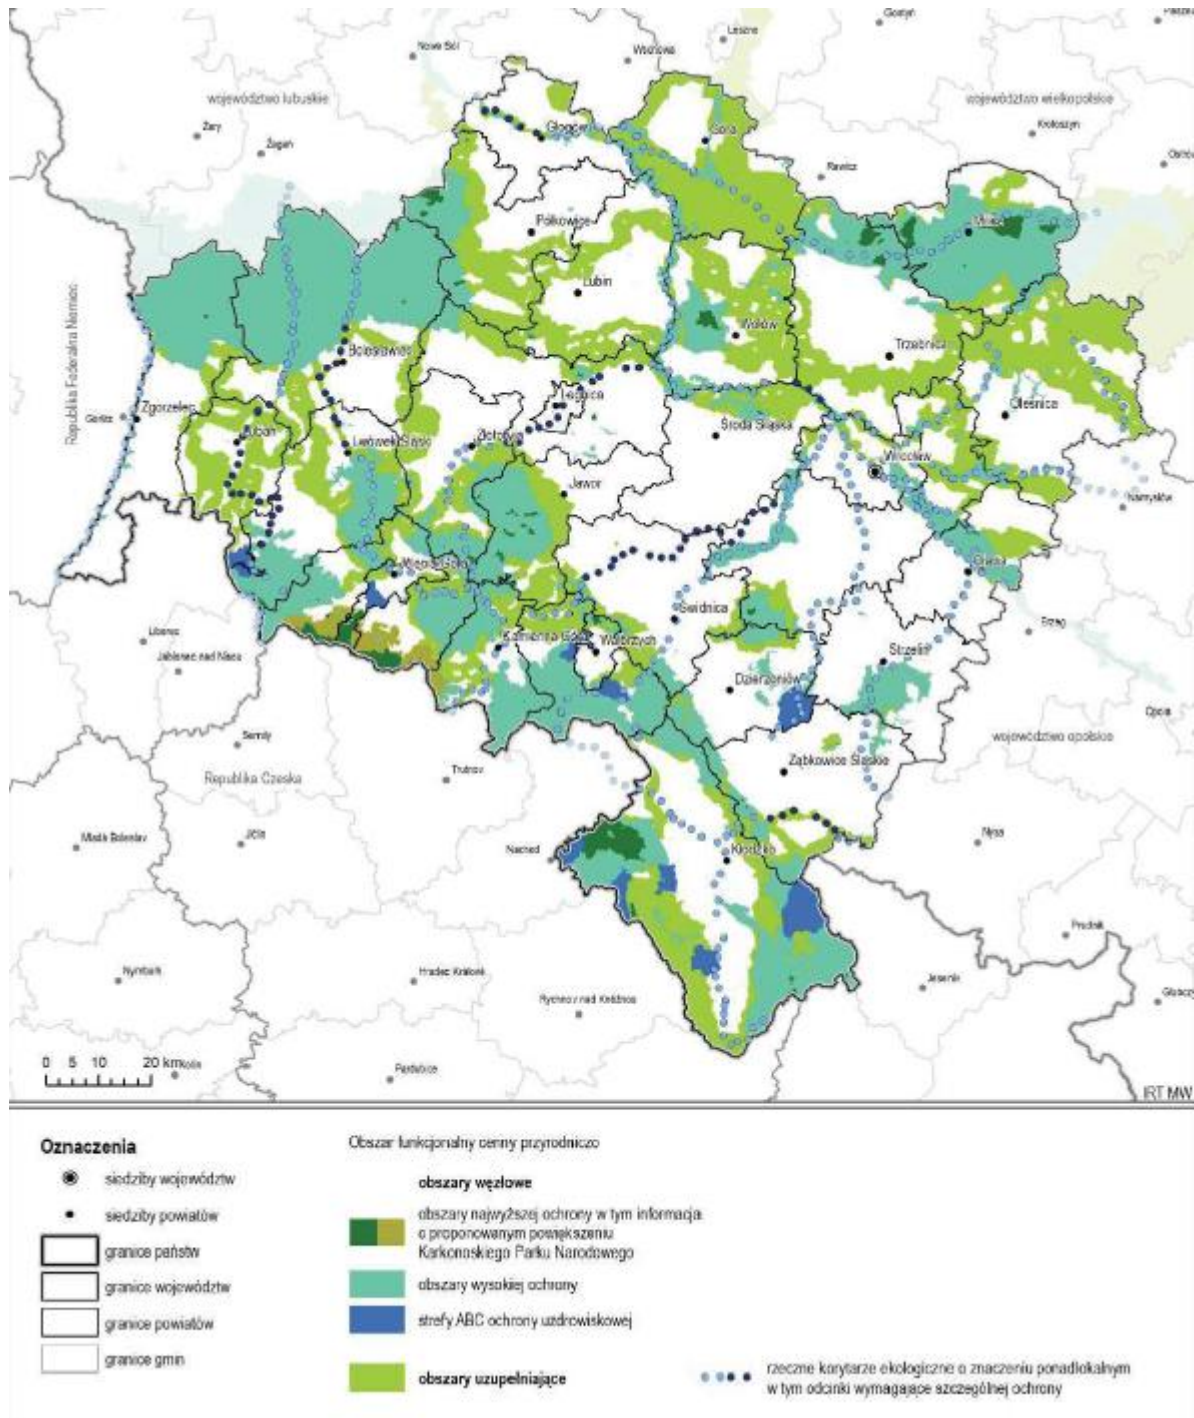 Gostyń
Leszno
Nowa Sól
Wschowa
województwo lubuskie
województwo wielkopolskie
Żary
Krotoszyn
Żagań
Głogów
Góra
Rawicz
Polkowice
Milicz
Lubin
Republika Federalna Niemiec
Wołów
Bolesławiec
Trzebnica
Zgorzelec
Görlitz
Legnica
Oleśnica
Lubań
Środa Śląska
Lwówek Śląski
Złotoryja
Wrocław
Jawor
Namysłów
Jelenia Góra
Oława
Świdnica
Brzeg
Liberec
Kamienna Góra
Wałbrzych
Jablonec nad Nisou
Strzelin
Dzierżoniów
Opole
Semily
województwo opolskie
Ząbkowice Śląskie
Trutnov
Republika Czeska
Mladá Boleslav
Jičín
Nysa
Nachod
Kłodzko
Prudnik
Nymburk
Hradec Králové
Jesenik
Rychnov nad Kněžnou
0 5 10 20 km
Kolín
Pardubice
IRT MW
Oznaczenia
siedziby województw
siedziby powiatów
granice państw
granice województw
granice powiatów
granice gmin
Obszar funkcjonalny cenny przyrodniczo
obszary węzłowe
obszary najwyższej ochrony w tym informacja
o proponowanym powiększeniu
Karkonoskiego Parku Narodowego
obszary wysokiej ochrony
strefy ABC ochrony uzdrowiskowej
obszary uzupełniające
rzeczne korytarze ekologiczne o znaczeniu ponadlokalnym
w tym odcinki wymagające szczególnej ochrony